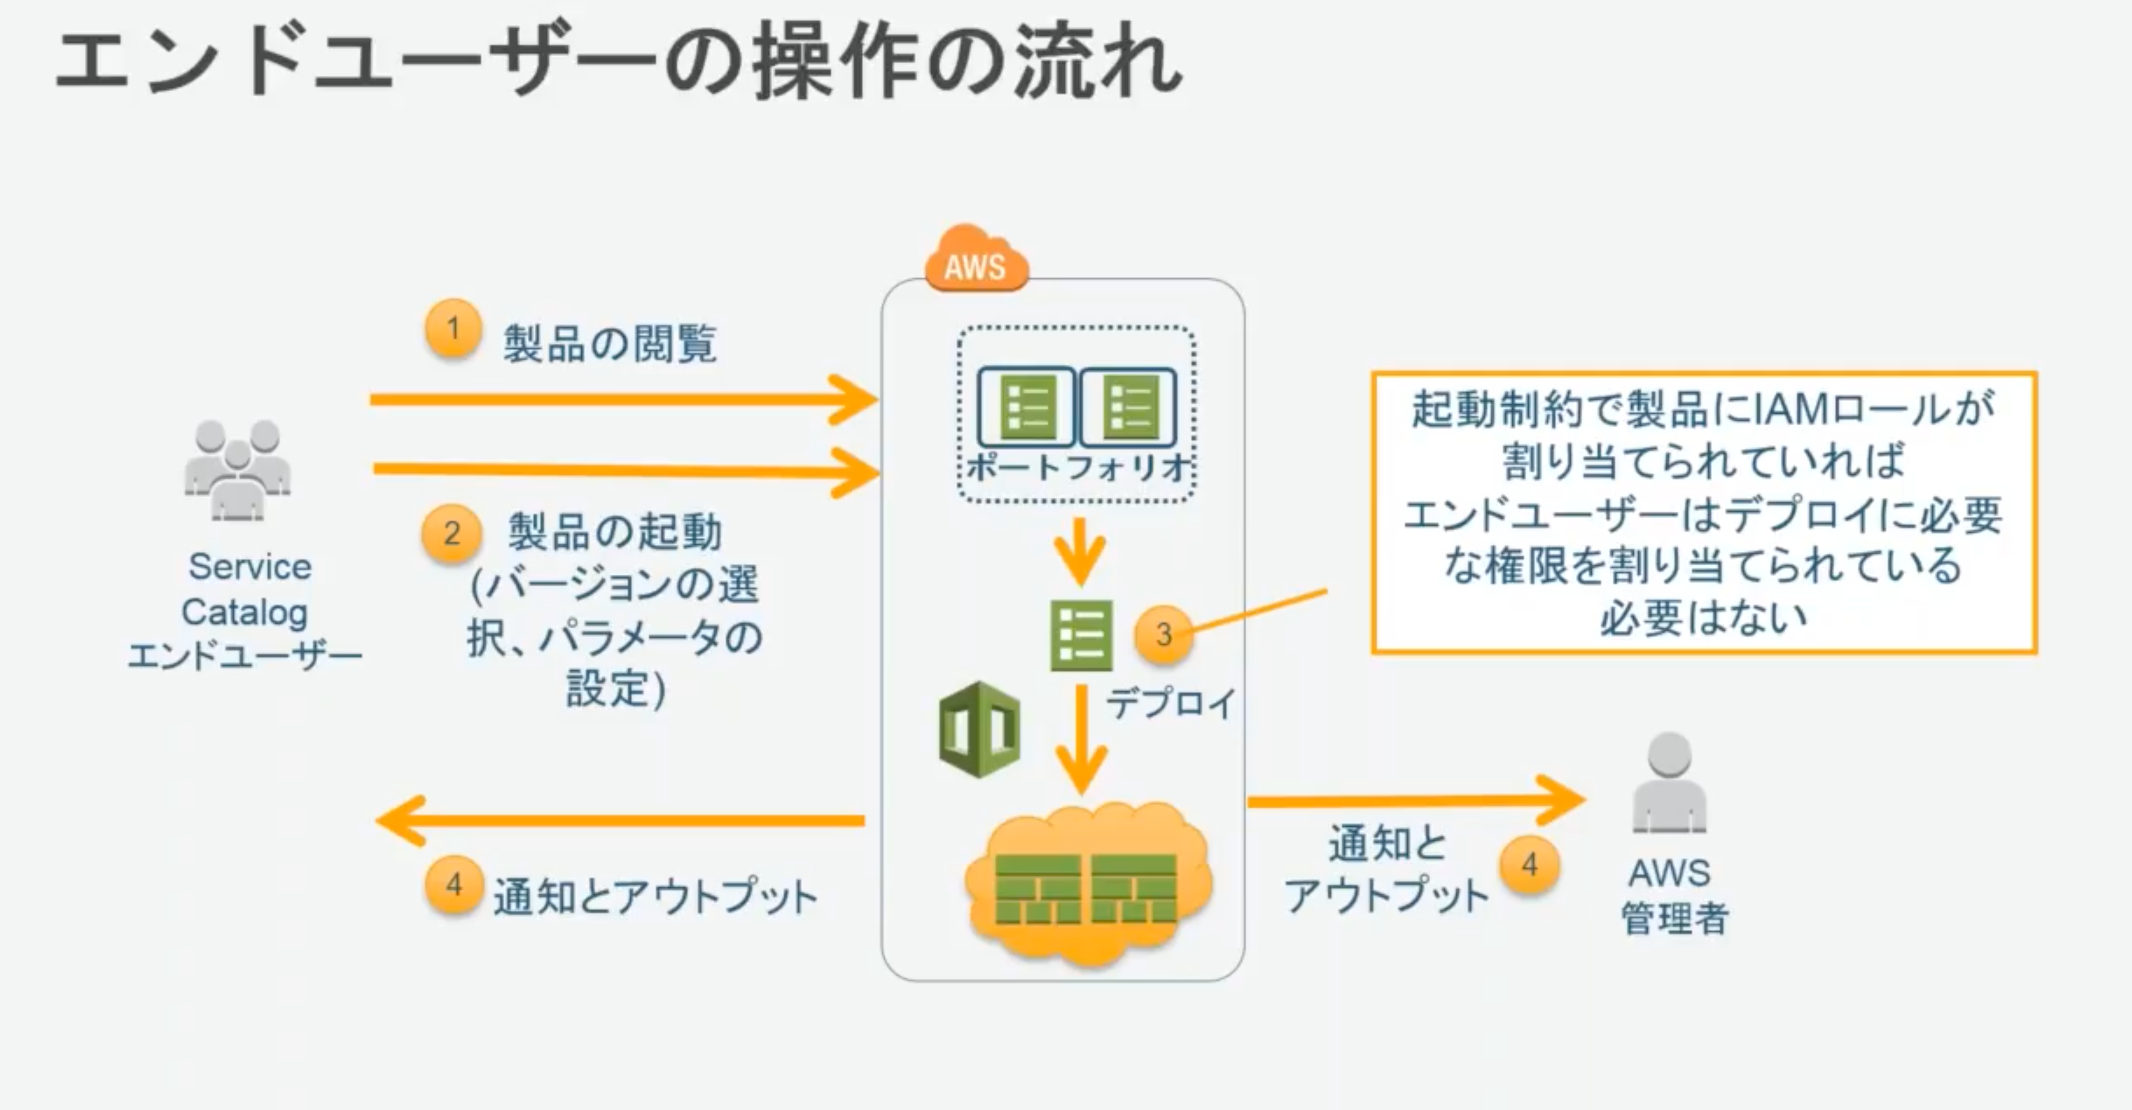 エンドユーザーの操作の流れ
AWS
1 製品の閲覧
ポートフォリオ
Service
Catalog
エンドユーザー
2 製品の起動
(バージョンの選
択、パラメータの
設定)
3
デプロイ
起動制約で製品にIAMロールが
割り当てられていれば
エンドユーザーはデプロイに必要
な権限を割り当てられている
必要はない
4 通知とアウトプット
通知と
アウトプット
4
AWS
管理者